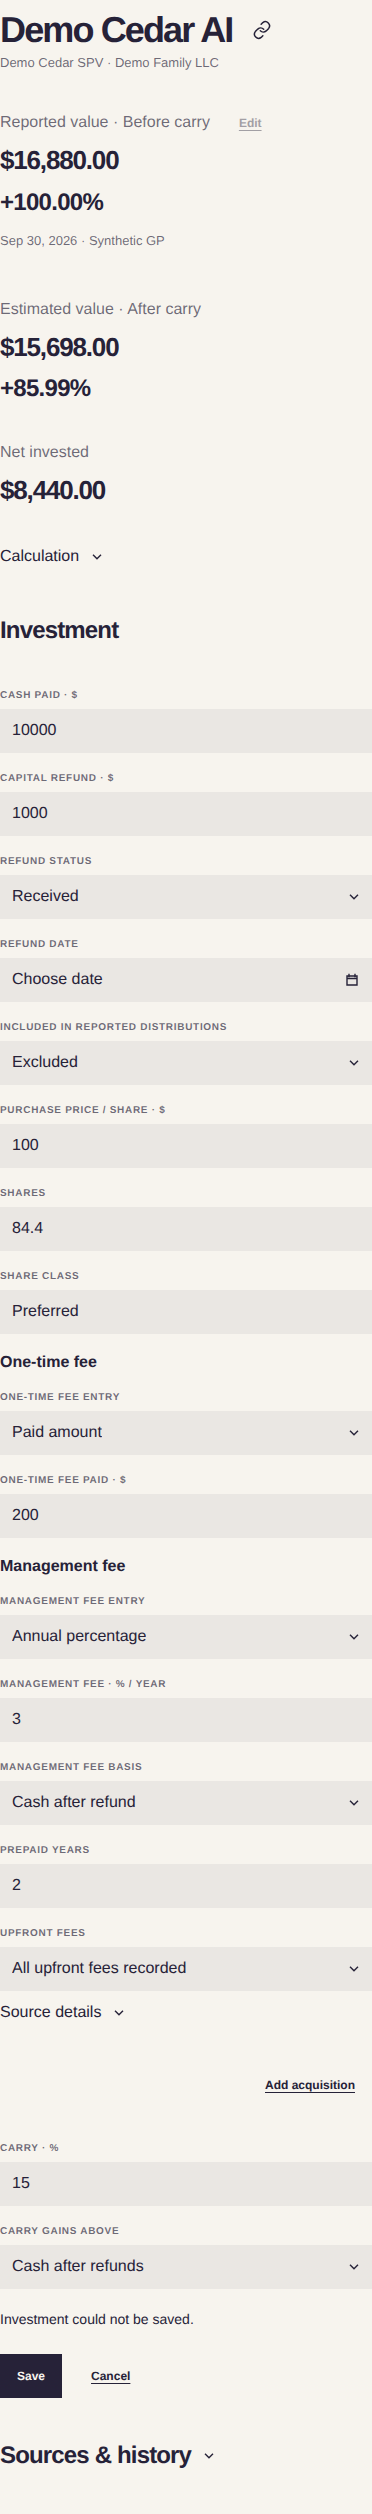 Demo Cedar AI
Demo Cedar SPV · Demo Family LLC
Reported value · Before carry Edit
$16,880.00
+100.00%
Sep 30, 2026 · Synthetic GP
Estimated value · After carry
$15,698.00
+85.99%
Net invested
$8,440.00
Calculation
Investment
CASH PAID · $
10000
CAPITAL REFUND · $
1000
REFUND STATUS
Received
REFUND DATE
Choose date
INCLUDED IN REPORTED DISTRIBUTIONS
Excluded
PURCHASE PRICE / SHARE · $
100
SHARES
84.4
SHARE CLASS
Preferred
One-time fee
ONE-TIME FEE ENTRY
Paid amount
ONE-TIME FEE PAID · $
200
Management fee
MANAGEMENT FEE ENTRY
Annual percentage
MANAGEMENT FEE · % / YEAR
3
MANAGEMENT FEE BASIS
Cash after refund
PREPAID YEARS
2
UPFRONT FEES
All upfront fees recorded
Source details
Add acquisition
CARRY · %
15
CARRY GAINS ABOVE
Cash after refunds
Investment could not be saved.
Save Cancel
Sources & history